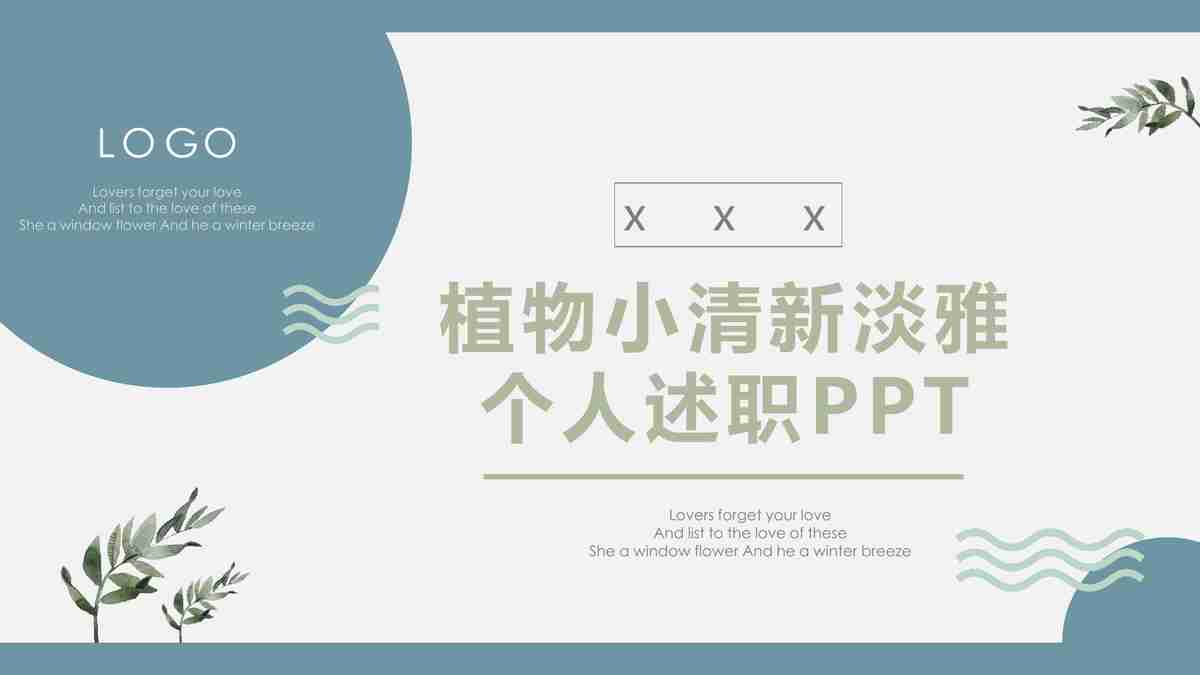 LOGO
Lovers forget your love
And list to the love of these
She a window flower And he a winter breeze
X X X
植物小清新淡雅
个人述职PPT
Lovers forget your love
And list to the love of these
She a window flower And he a winter breeze